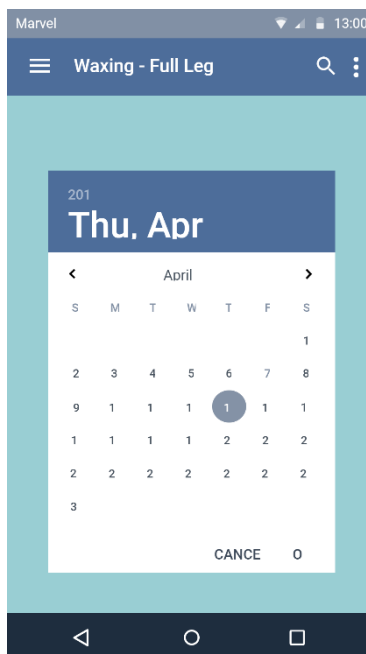 Marvel 13:00
Waxing - Full Leg
201
Thu, Apr
April
S M T W T F S
1
2 3 4 5 6 7 8
9 1 1 1 1 1 1
1 1 1 1 2 2 2
2 2 2 2 2 2 2
3
CANCE O